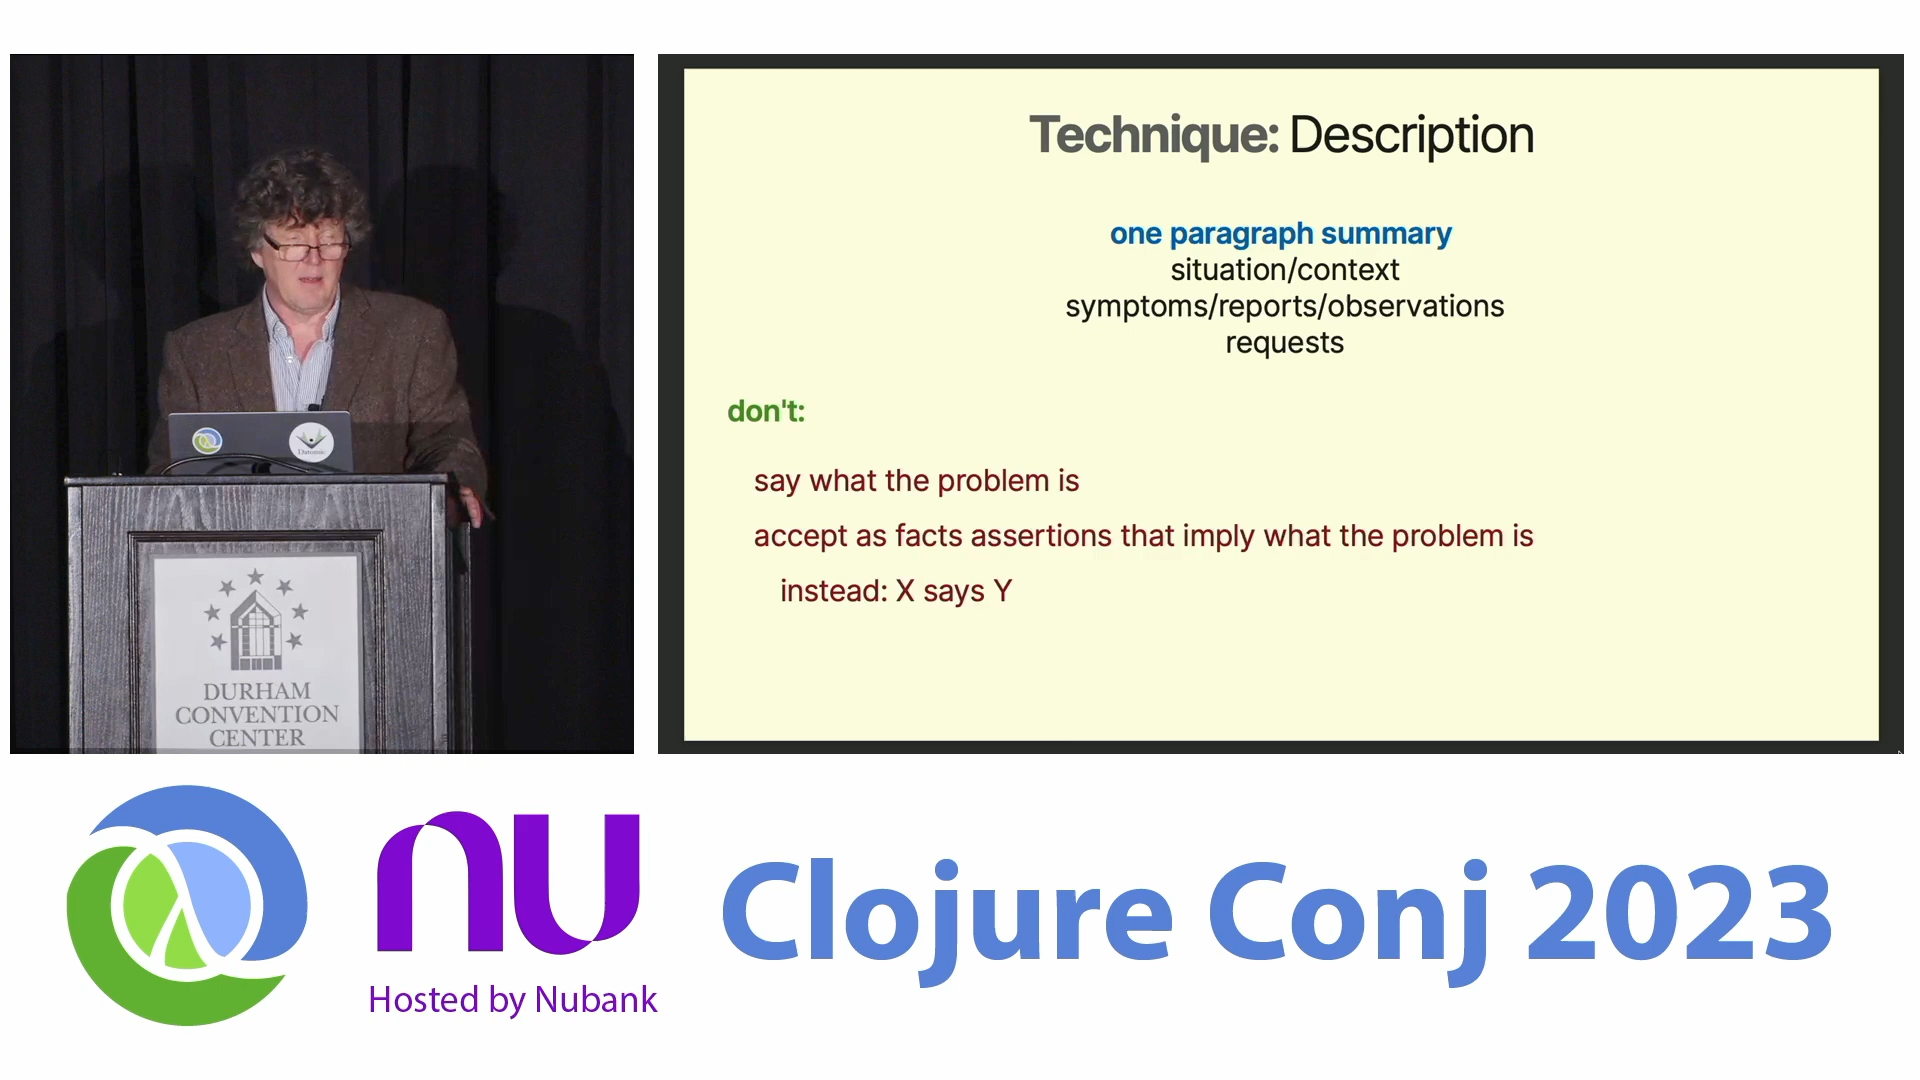 Technique: Description
one paragraph summary
situation/context
symptoms/reports/observations
requests
don't:
say what the problem is
accept as facts assertions that imply what the problem is
instead: X says Y
Datomic
DURHAM
CONVENTION
CENTER
nu
Hosted by Nubank
Clojure Conj 2023